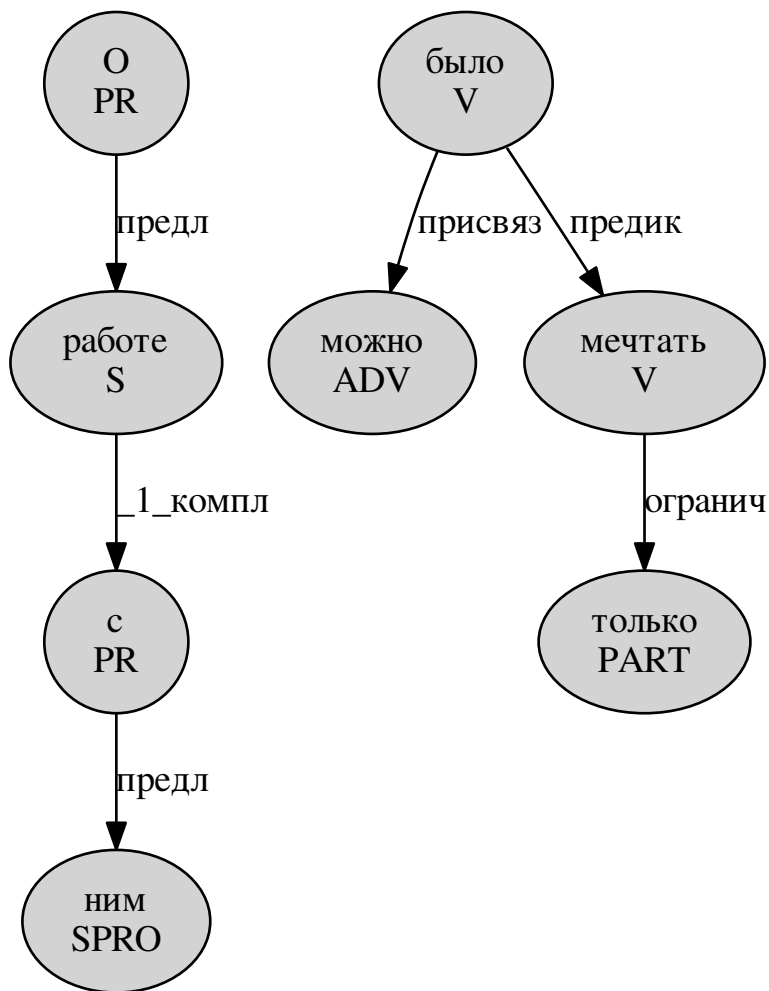 О
PR
было
V
предл
присвяз
предик
работе
S
можно
ADV
мечтать
V
_1_компл
огранич
с
PR
только
PART
предл
ним
SPRO